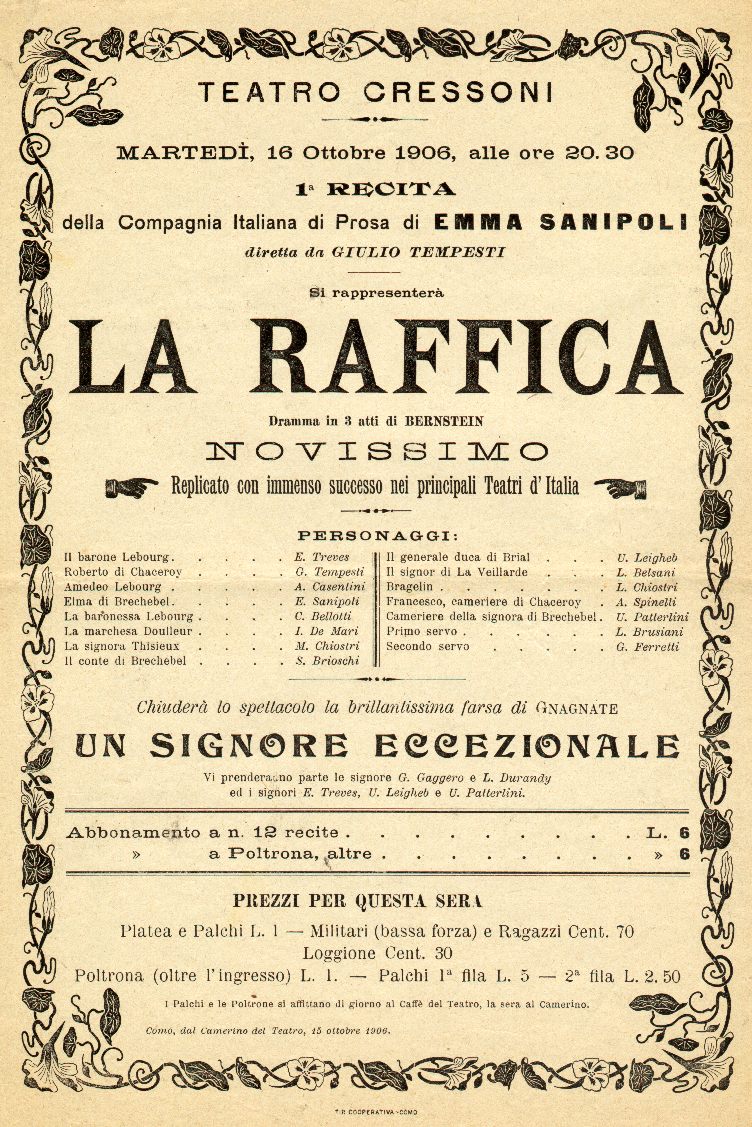 TEATRO CRESSONI
MARTEDÌ, 16 Ottobre 1906, alle ore 20.30
1ª RECITA
della Compagnia Italiana di Prosa di EMMA SANIPOLI
diretta da GIULIO TEMPESTI
Si rappresenterà
LA RAFFICA
Dramma in 3 atti di BERNSTEIN
NOVISSIMO
Replicato con immenso successo nei principali Teatri d'Italia
PERSONAGGI:
Il barone Lebourg . . . . . E. Treves
Roberto di Chaceroy . . . . G. Tempesti
Amedeo Lebourg . . . . A. Casentini
Elma di Brechebel . . . . . E. Sanipoli
La baronessa Lebourg . . . . C. Bellotti
La marchesa Doulleur . . . . I. De Mari
La signora Thisieux . . . . M. Chiostri
Il conte di Brechebel . . . . S. Brioschi
Il generale duca di Brial . . . U. Leigheb
Il signor di La Veillarde . . . L. Belsani
Bragelin . . . . . . . L. Chiostri
Francesco, cameriere di Chaceroy . A. Spinelli
Cameriere della signora di Brechebel . U. Patterlini
Primo servo . . . . . . L. Brusiani
Secondo servo . . . . . G. Ferretti
Chiuderà lo spettacolo la brillantissima farsa di GNAGNATE
UN SIGNORE ECCEZIONALE
Vi prenderanno parte le signore G. Gaggero e L. Durandy
ed i signori E. Treves, U. Leigheb e U. Patterlini.
Abbonamento a n. 12 recite . . . . . . . . . L. 6
» a Poltrona, altre . . . . . . . . » 6
PREZZI PER QUESTA SERA
Platea e Palchi L. 1 — Militari (bassa forza) e Ragazzi Cent. 70
Loggione Cent. 30
Poltrona (oltre l'ingresso) L. 1. — Palchi 1ª fila L. 5 — 2ª fila L. 2.50
I Palchi e le Poltrone si affittano di giorno al Caffè del Teatro, la sera al Camerino.
Como, dal Camerino del Teatro, 15 ottobre 1906.
TIP. COOPERATIVA - COMO